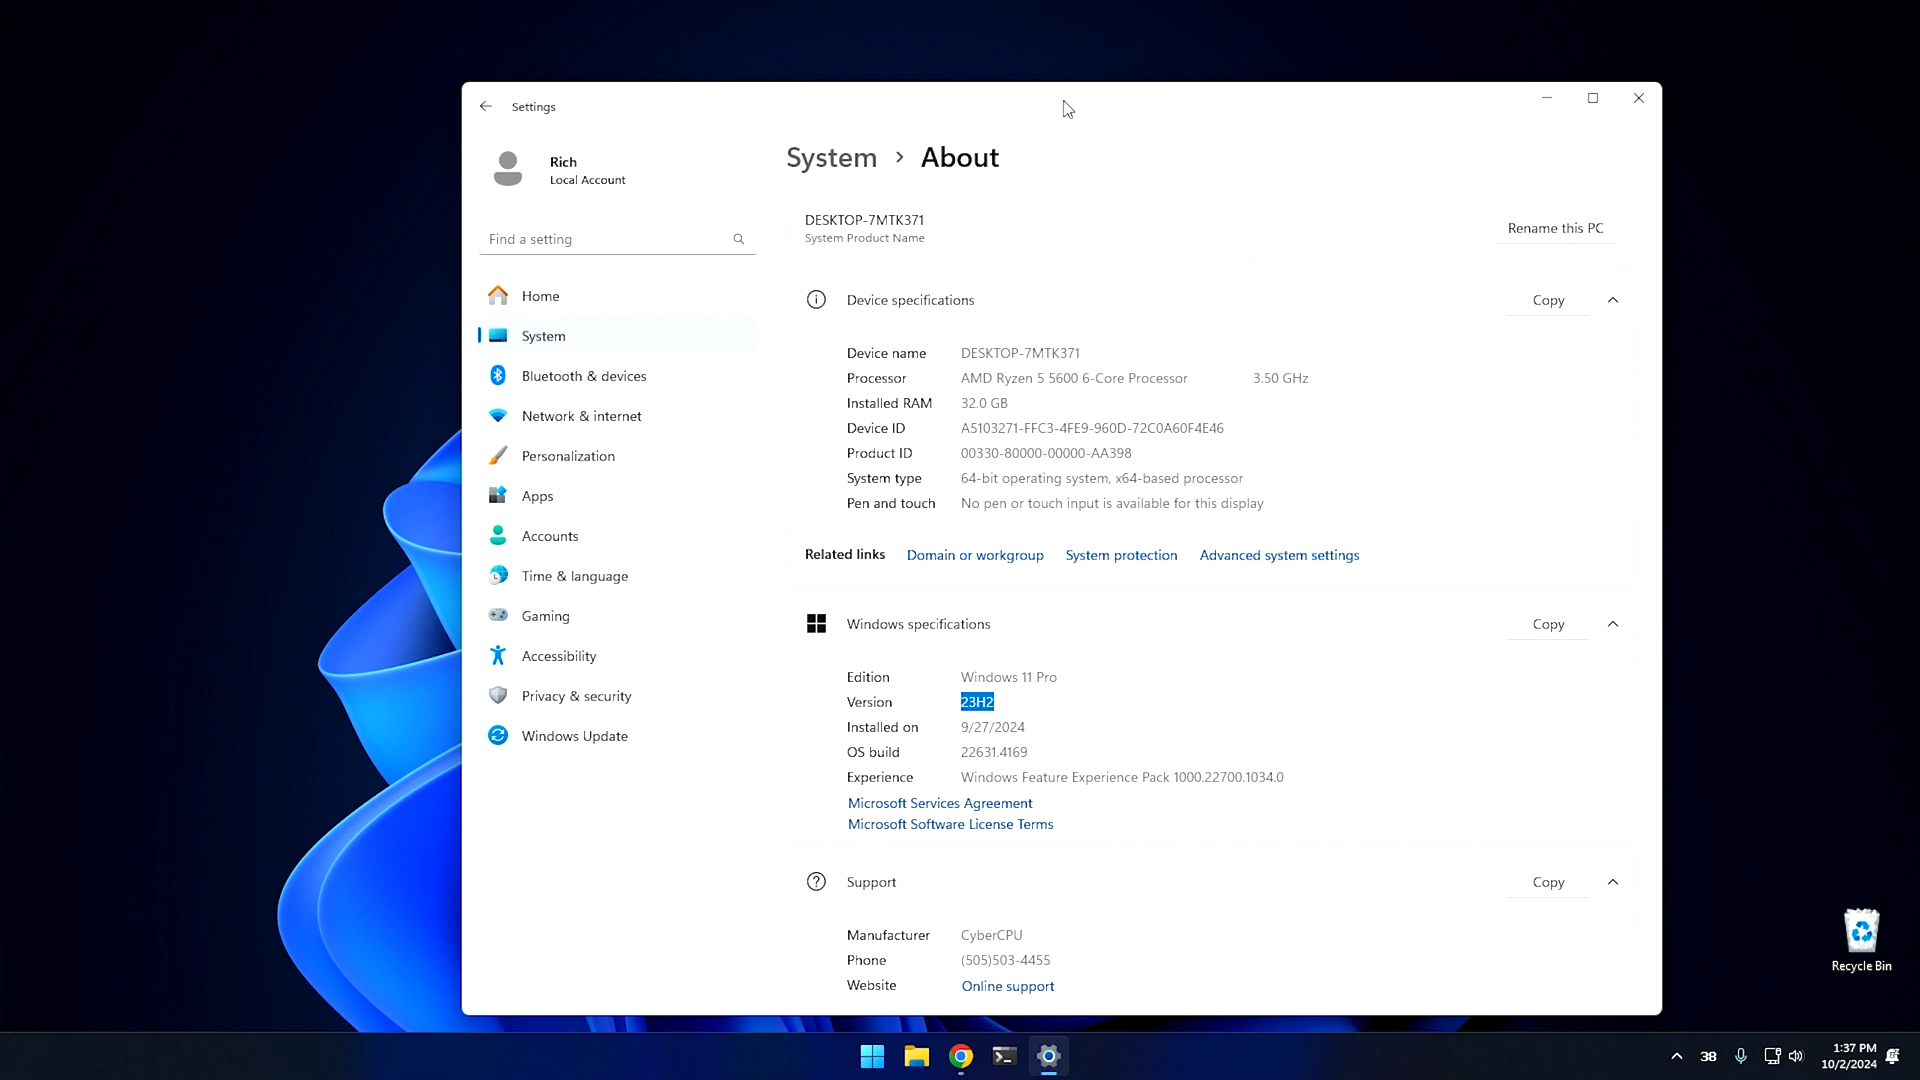 Settings
Rich
Local Account
Find a setting
Home
System
Bluetooth & devices
Network & internet
Personalization
Apps
Accounts
Time & language
Gaming
Accessibility
Privacy & security
Windows Update
System › About
DESKTOP-7MTK371
System Product Name
Rename this PC
Device specifications Copy
Device name DESKTOP-7MTK371
Processor AMD Ryzen 5 5600 6-Core Processor 3.50 GHz
Installed RAM 32.0 GB
Device ID A5103271-FFC3-4FE9-960D-72C0A60F4E46
Product ID 00330-80000-00000-AA398
System type 64-bit operating system, x64-based processor
Pen and touch No pen or touch input is available for this display
Related links Domain or workgroup System protection Advanced system settings
Windows specifications Copy
Edition Windows 11 Pro
Version 23H2
Installed on 9/27/2024
OS build 22631.4169
Experience Windows Feature Experience Pack 1000.22700.1034.0
Microsoft Services Agreement
Microsoft Software License Terms
Support Copy
Manufacturer CyberCPU
Phone (505)503-4455
Website Online support
Recycle Bin
38
1:37 PM
10/2/2024